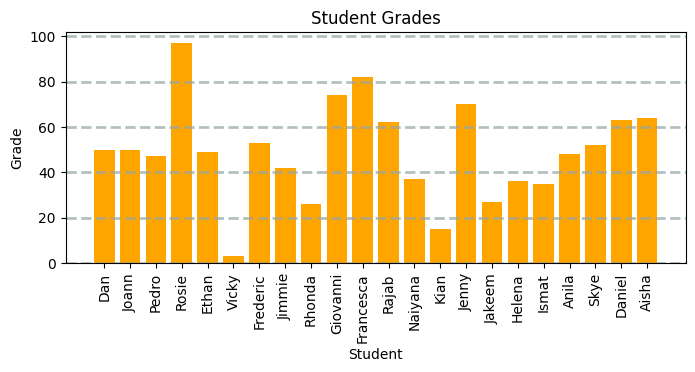 Student Grades
100
80
60
40
20
0
Grade
Dan
Joann
Pedro
Rosie
Ethan
Vicky
Frederic
Jimmie
Rhonda
Giovanni
Francesca
Rajab
Naiyana
Kian
Jenny
Jakeem
Helena
Ismat
Anila
Skye
Daniel
Aisha
Student